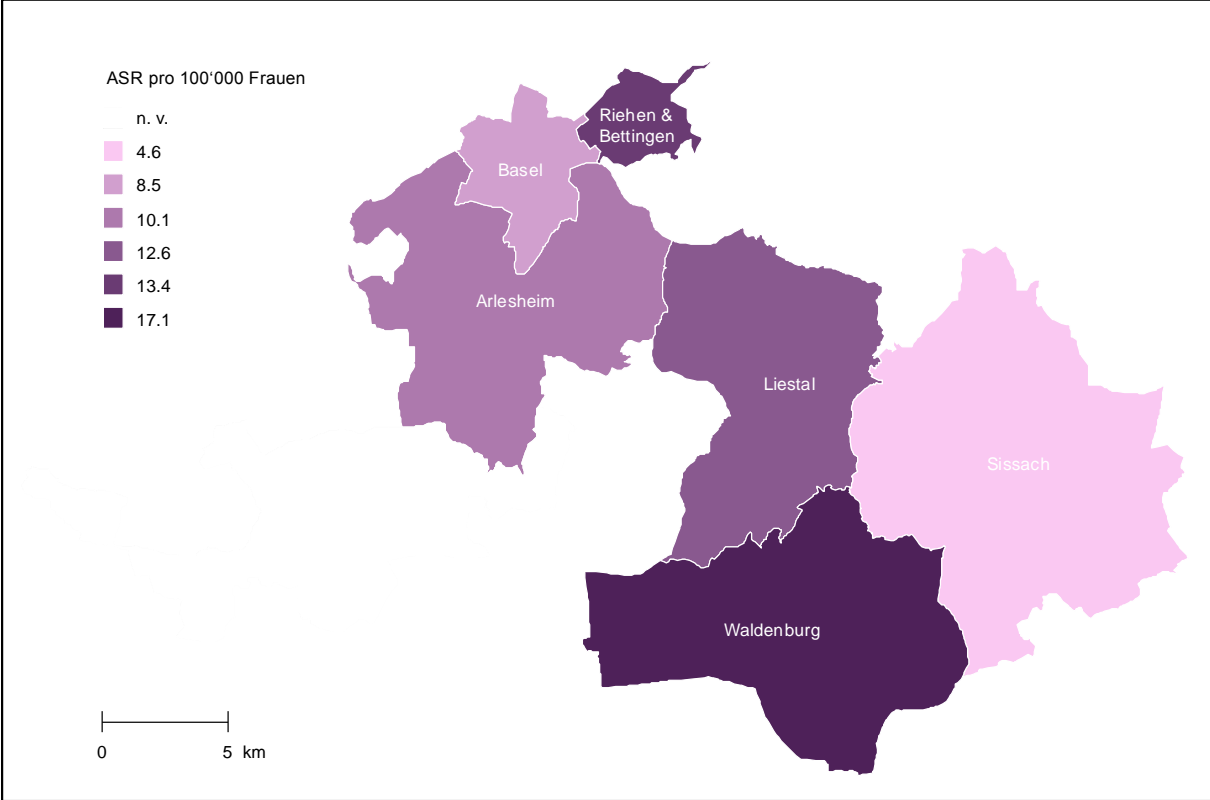 ASR pro 100‘000 Frauen
n. v.
4.6
8.5
10.1
12.6
13.4
17.1
Riehen &
Bettingen
Basel
Arlesheim
Liestal
Sissach
Waldenburg
0 5 km